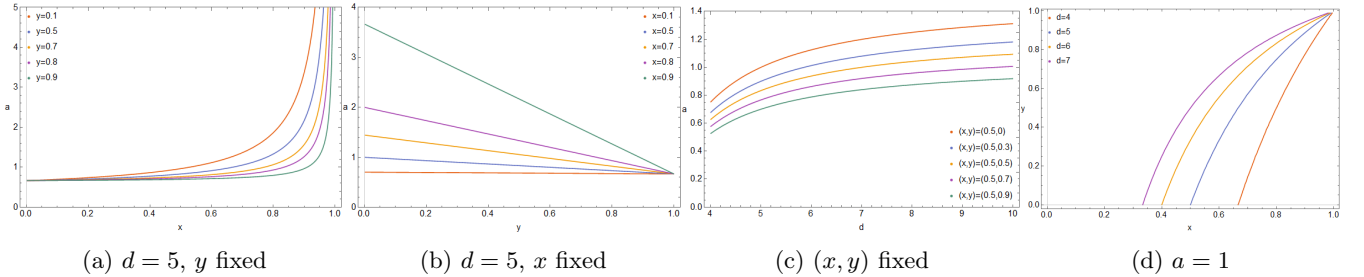 5
4
3
a
2
1
0
0.0 0.2 0.4 0.6 0.8 1.0
x
y=0.1
y=0.5
y=0.7
y=0.8
y=0.9
(a) d = 5, y fixed
5
4
3
a
2
1
0
0.0 0.2 0.4 0.6 0.8 1.0
y
x=0.1
x=0.5
x=0.7
x=0.8
x=0.9
(b) d = 5, x fixed
1.4
1.2
1.0
0.8
a
0.6
0.4
0.2
0.0
4 5 6 7 8 9 10
d
(x,y)=(0.5,0)
(x,y)=(0.5,0.3)
(x,y)=(0.5,0.5)
(x,y)=(0.5,0.7)
(x,y)=(0.5,0.9)
(c) (x, y) fixed
1.0
0.8
0.6
y
0.4
0.2
0.0
0.0 0.2 0.4 0.6 0.8 1.0
x
d=4
d=5
d=6
d=7
(d) a = 1